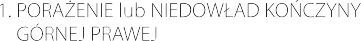 1. PORAŻENIE lub NIEDOWŁAD KOŃCZYNY
GÓRNEJ PRAWEJ